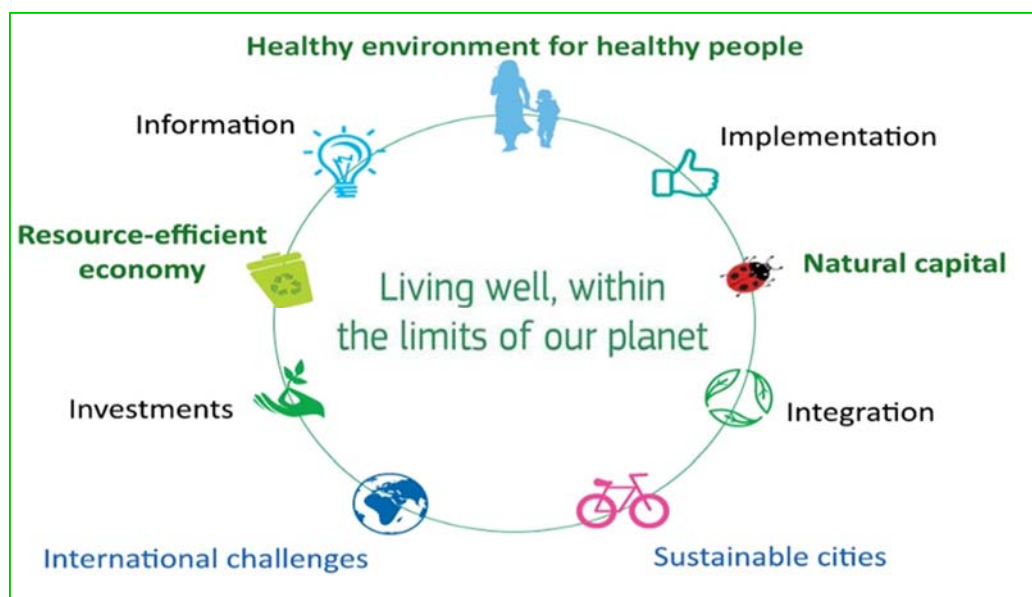 Healthy environment for healthy people
Information
Implementation
Resource-efficient
economy
Natural capital
Living well, within
the limits of our planet
Investments
Integration
International challenges
Sustainable cities